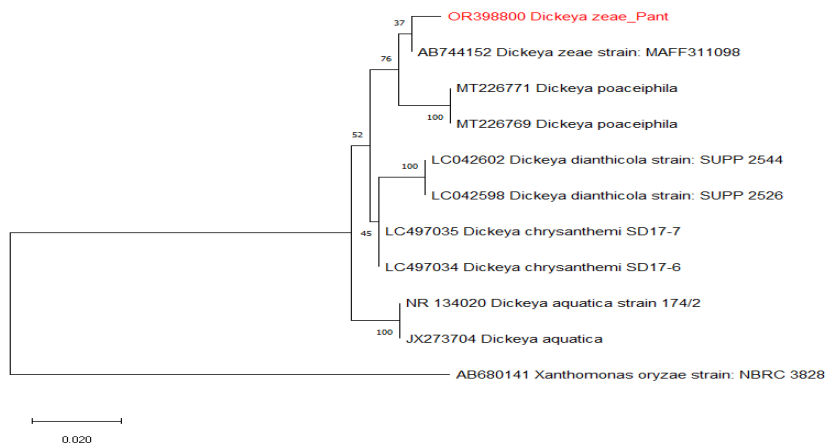 37
OR398800 Dickeya zeae_Pant
AB744152 Dickeya zeae strain: MAFF311098
76
MT226771 Dickeya poaceiphila
100
MT226769 Dickeya poaceiphila
52
100
LC042602 Dickeya dianthicola strain: SUPP 2544
LC042598 Dickeya dianthicola strain: SUPP 2526
45
LC497035 Dickeya chrysanthemi SD17-7
LC497034 Dickeya chrysanthemi SD17-6
NR 134020 Dickeya aquatica strain 174/2
100
JX273704 Dickeya aquatica
AB680141 Xanthomonas oryzae strain: NBRC 3828
0.020